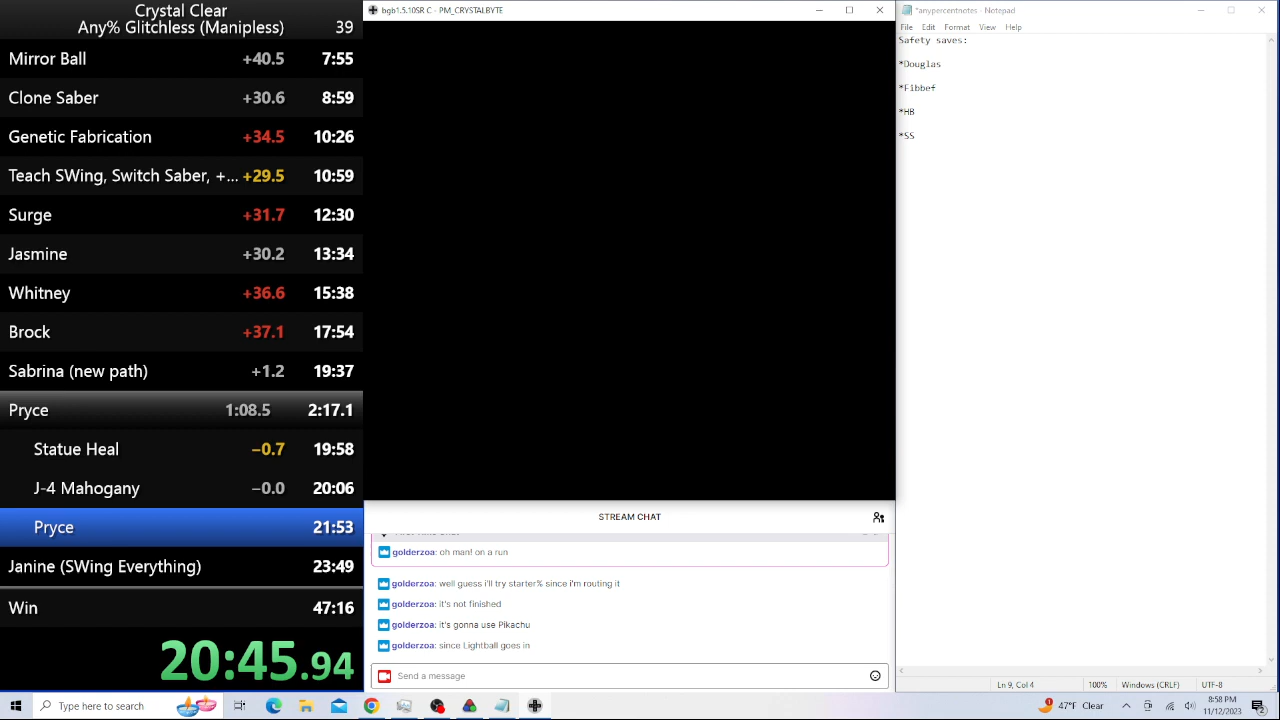 Crystal Clear
Any% Glitchless (Manipless) 39
Mirror Ball +40.5 7:55
Clone Saber +30.6 8:59
Genetic Fabrication +34.5 10:26
Teach SWing, Switch Saber, +... +29.5 10:59
Surge +31.7 12:30
Jasmine +30.2 13:34
Whitney +36.6 15:38
Brock +37.1 17:54
Sabrina (new path) +1.2 19:37
Pryce 1:08.5 2:17.1
Statue Heal −0.7 19:58
J-4 Mahogany −0.0 20:06
Pryce 21:53
Janine (SWing Everything) 23:49
Win 47:16
20:45.94
bgb1.5.10SR C - PM_CRYSTALBYTE
STREAM CHAT
golderzoa: oh man! on a run
golderzoa: well guess i'll try starter% since i'm routing it
golderzoa: it's not finished
golderzoa: it's gonna use Pikachu
golderzoa: since Lightball goes in
Send a message
*anypercentnotes - Notepad
File Edit Format View Help
Safety saves:
*Douglas
*Fibbef
*HB
*SS
Ln 9, Col 4 100% Windows (CRLF) UTF-8
Type here to search
47°F Clear
8:58 PM
11/12/2023
2